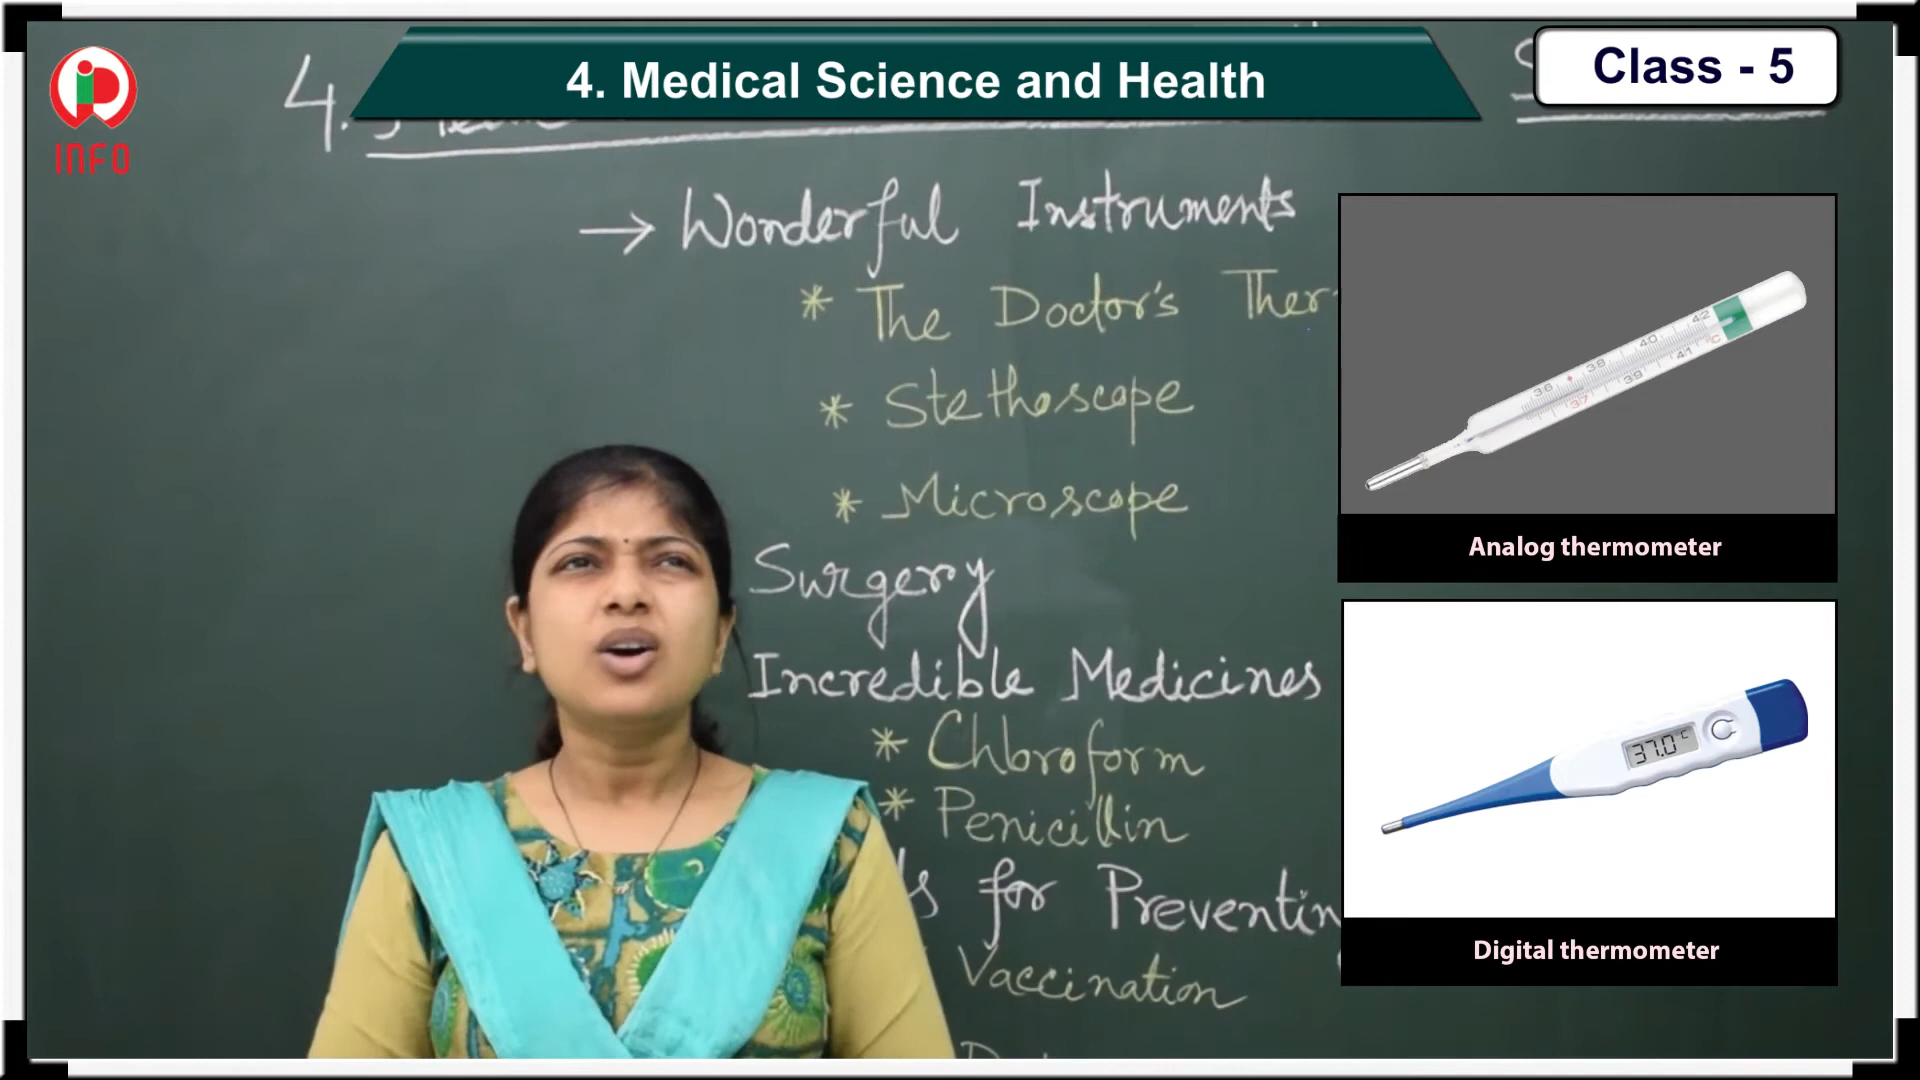 4. Medical Science and Health
Class - 5
INFO
4.
→ Wonderful Instruments
* The Doctor's Ther
* Stethoscope
* Microscope
Surgery
Incredible Medicines
* Chloroform
* Penicillin
for Preventin
Vaccination
36 38 40 42
37 39 41 °C
Analog thermometer
37.0 °C
Digital thermometer